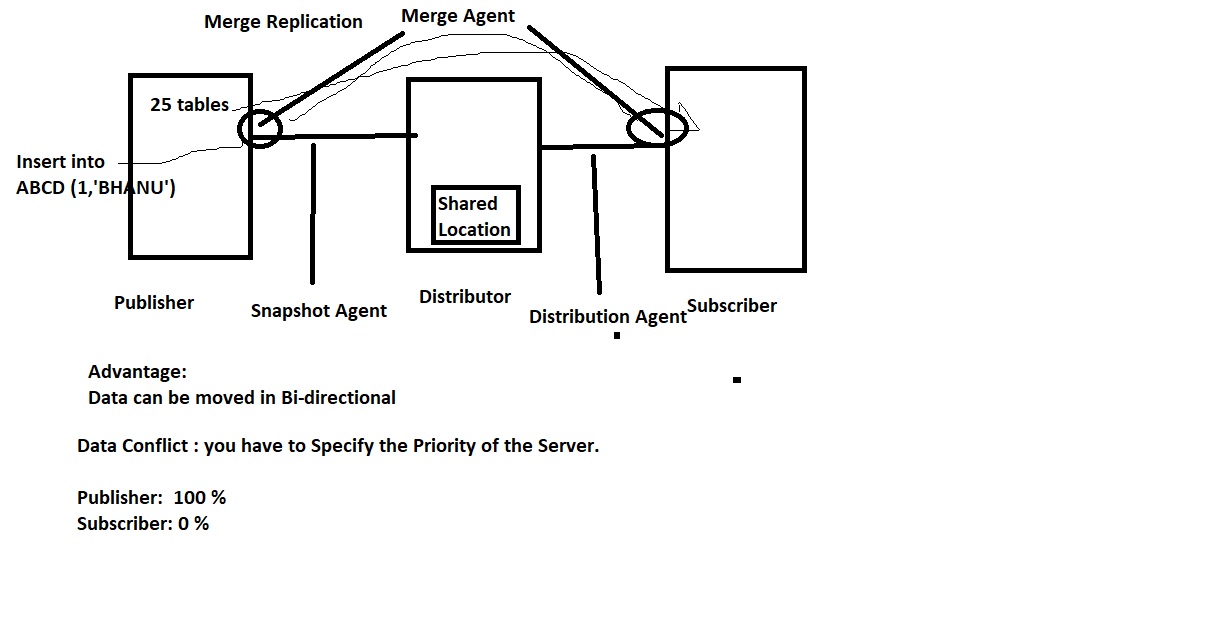 Merge Replication
Merge Agent
25 tables
Insert into
ABCD (1,'BHANU')
Shared
Location
Publisher
Snapshot Agent
Distributor
Distribution Agent
Subscriber
Advantage:
Data can be moved in Bi-directional
Data Conflict : you have to Specify the Priority of the Server.
Publisher:  100 %
Subscriber: 0 %